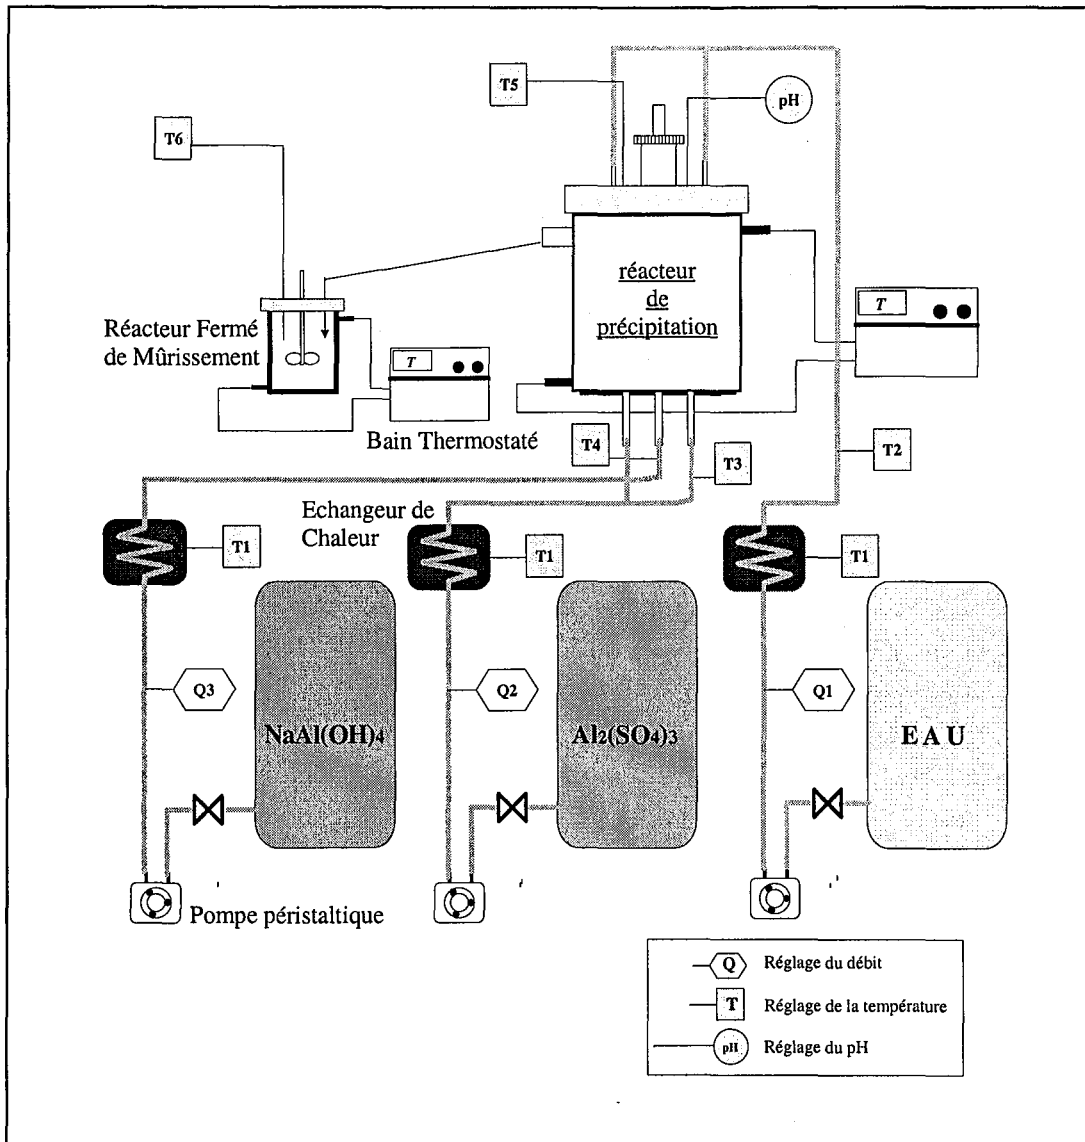 T5
pH
T6
réacteur
de
précipitation
T
Réacteur Fermé
de Mûrissement
T
Bain Thermostaté
T4
T3
T2
Echangeur de
Chaleur
T1
T1
T1
Q3
Q2
Q1
NaAl(OH)4
Al2(SO4)3
EAU
Pompe péristaltique
Q Réglage du débit
T Réglage de la température
pH Réglage du pH